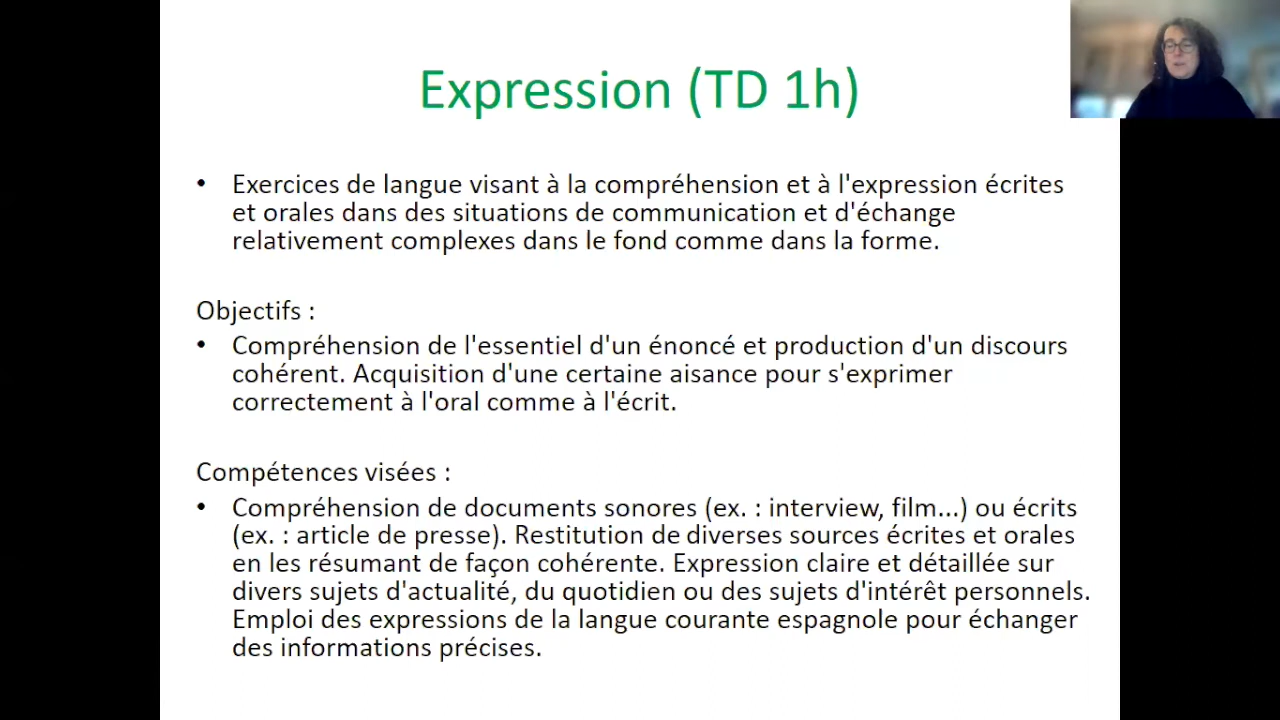 Expression (TD 1h)
• Exercices de langue visant à la compréhension et à l'expression écrites
et orales dans des situations de communication et d'échange
relativement complexes dans le fond comme dans la forme.
Objectifs :
• Compréhension de l'essentiel d'un énoncé et production d'un discours
cohérent. Acquisition d'une certaine aisance pour s'exprimer
correctement à l'oral comme à l'écrit.
Compétences visées :
• Compréhension de documents sonores (ex. : interview, film...) ou écrits
(ex. : article de presse). Restitution de diverses sources écrites et orales
en les résumant de façon cohérente. Expression claire et détaillée sur
divers sujets d'actualité, du quotidien ou des sujets d'intérêt personnels.
Emploi des expressions de la langue courante espagnole pour échanger
des informations précises.